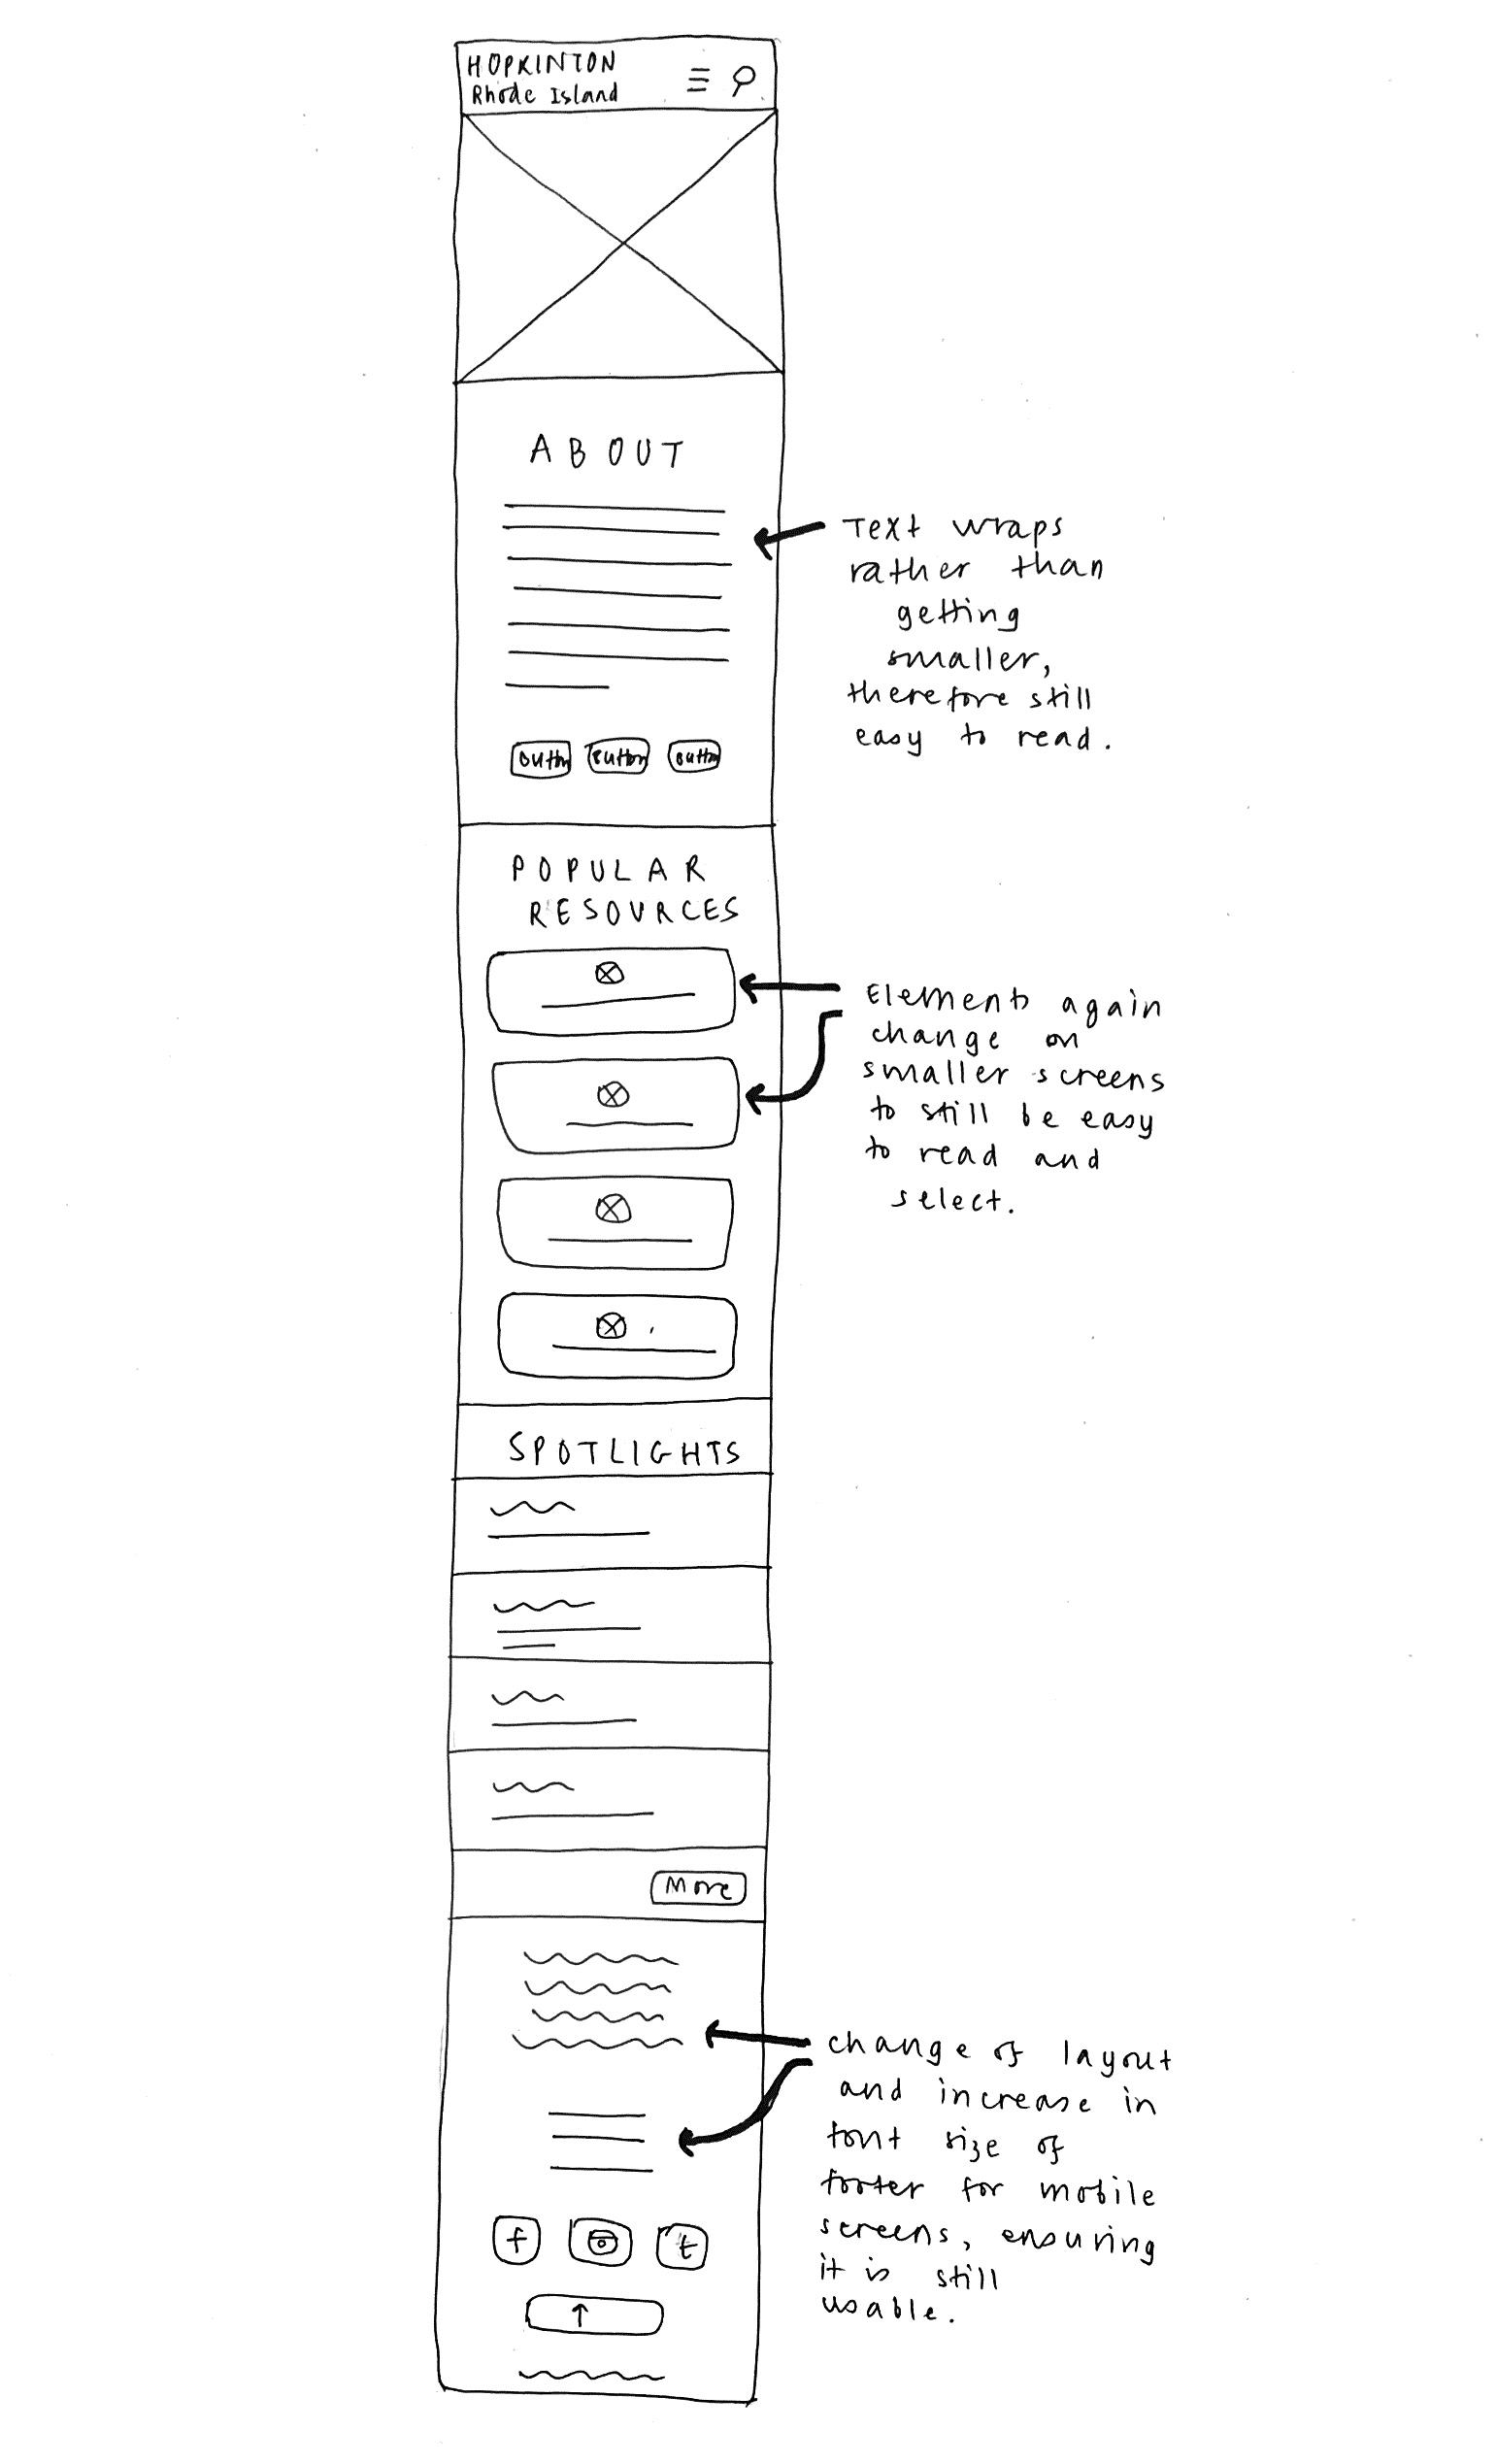 HOPKINTON
Rhode Island
ABOUT
Text wraps
rather than
getting
smaller,
therefore still
easy to read.
Button Button Button
POPULAR
RESOURCES
Elements again
change on
smaller screens
to still be easy
to read and
select.
SPOTLIGHTS
More
change of layout
and increase in
font size of
footer for mobile
screens, ensuring
it is still
usable.
f
t